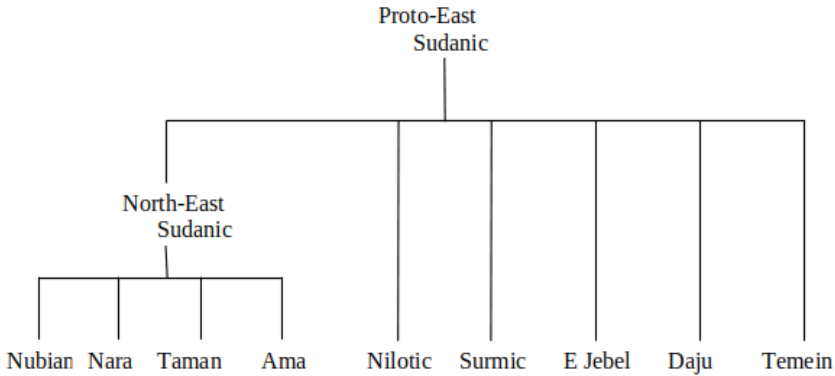 Proto-East
Sudanic
North-East
Sudanic
Nubian Nara Taman Ama Nilotic Surmic E Jebel Daju Temein